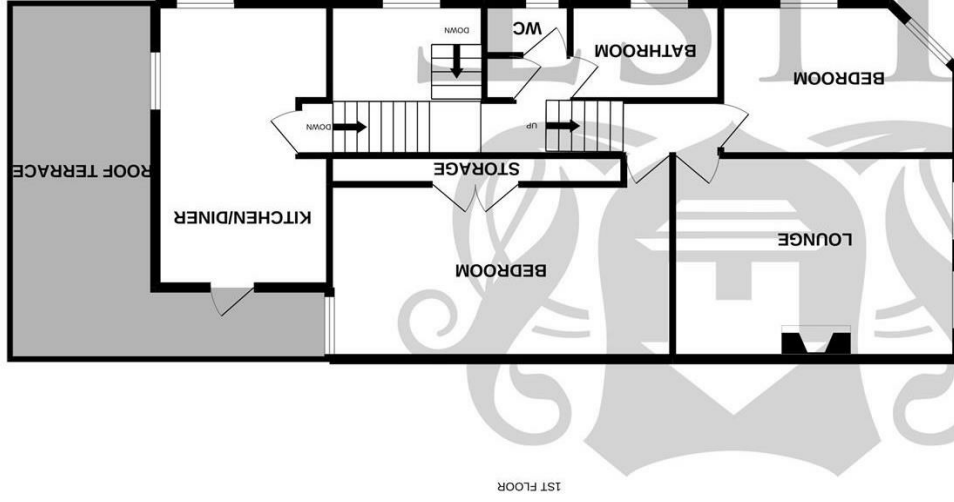 1ST FLOOR
LOUNGE
BEDROOM
KITCHEN/DINER
STORAGE
ROOF TERRACE
UP
DOWN
BEDROOM
BATHROOM
WC
DOWN